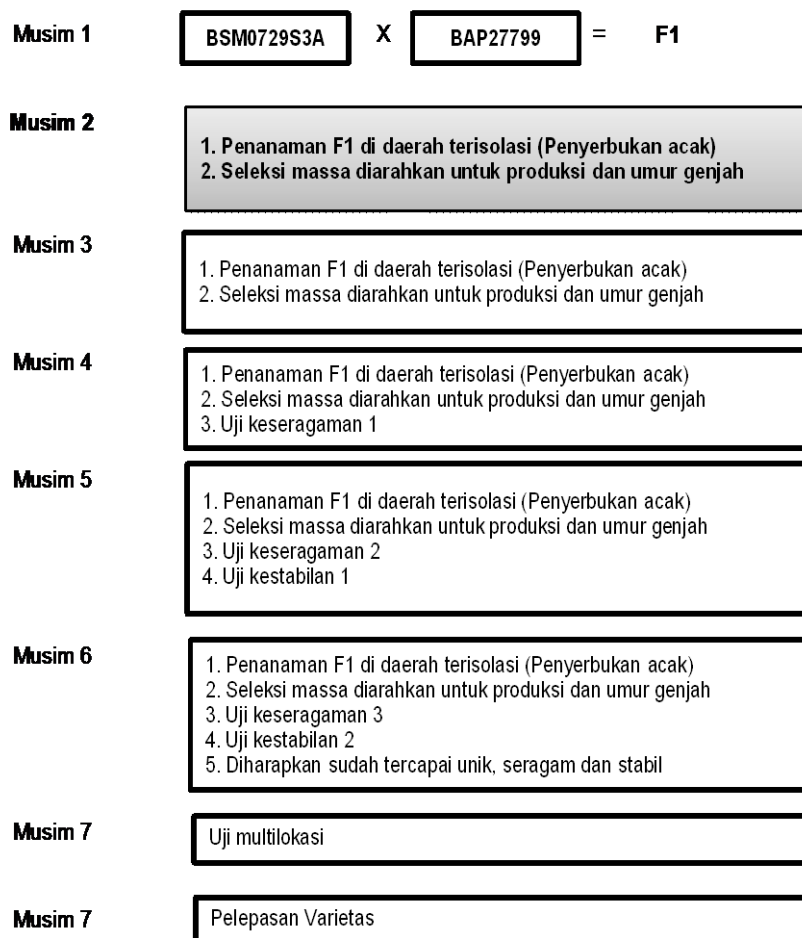 Musim 1 BSM0729S3A X BAP27799 = F1
Musim 2
1. Penanaman F1 di daerah terisolasi (Penyerbukan acak)
2. Seleksi massa diarahkan untuk produksi dan umur genjah
Musim 3
1. Penanaman F1 di daerah terisolasi (Penyerbukan acak)
2. Seleksi massa diarahkan untuk produksi dan umur genjah
Musim 4
1. Penanaman F1 di daerah terisolasi (Penyerbukan acak)
2. Seleksi massa diarahkan untuk produksi dan umur genjah
3. Uji keseragaman 1
Musim 5
1. Penanaman F1 di daerah terisolasi (Penyerbukan acak)
2. Seleksi massa diarahkan untuk produksi dan umur genjah
3. Uji keseragaman 2
4. Uji kestabilan 1
Musim 6
1. Penanaman F1 di daerah terisolasi (Penyerbukan acak)
2. Seleksi massa diarahkan untuk produksi dan umur genjah
3. Uji keseragaman 3
4. Uji kestabilan 2
5. Diharapkan sudah tercapai unik, seragam dan stabil
Musim 7 Uji multilokasi
Musim 7 Pelepasan Varietas